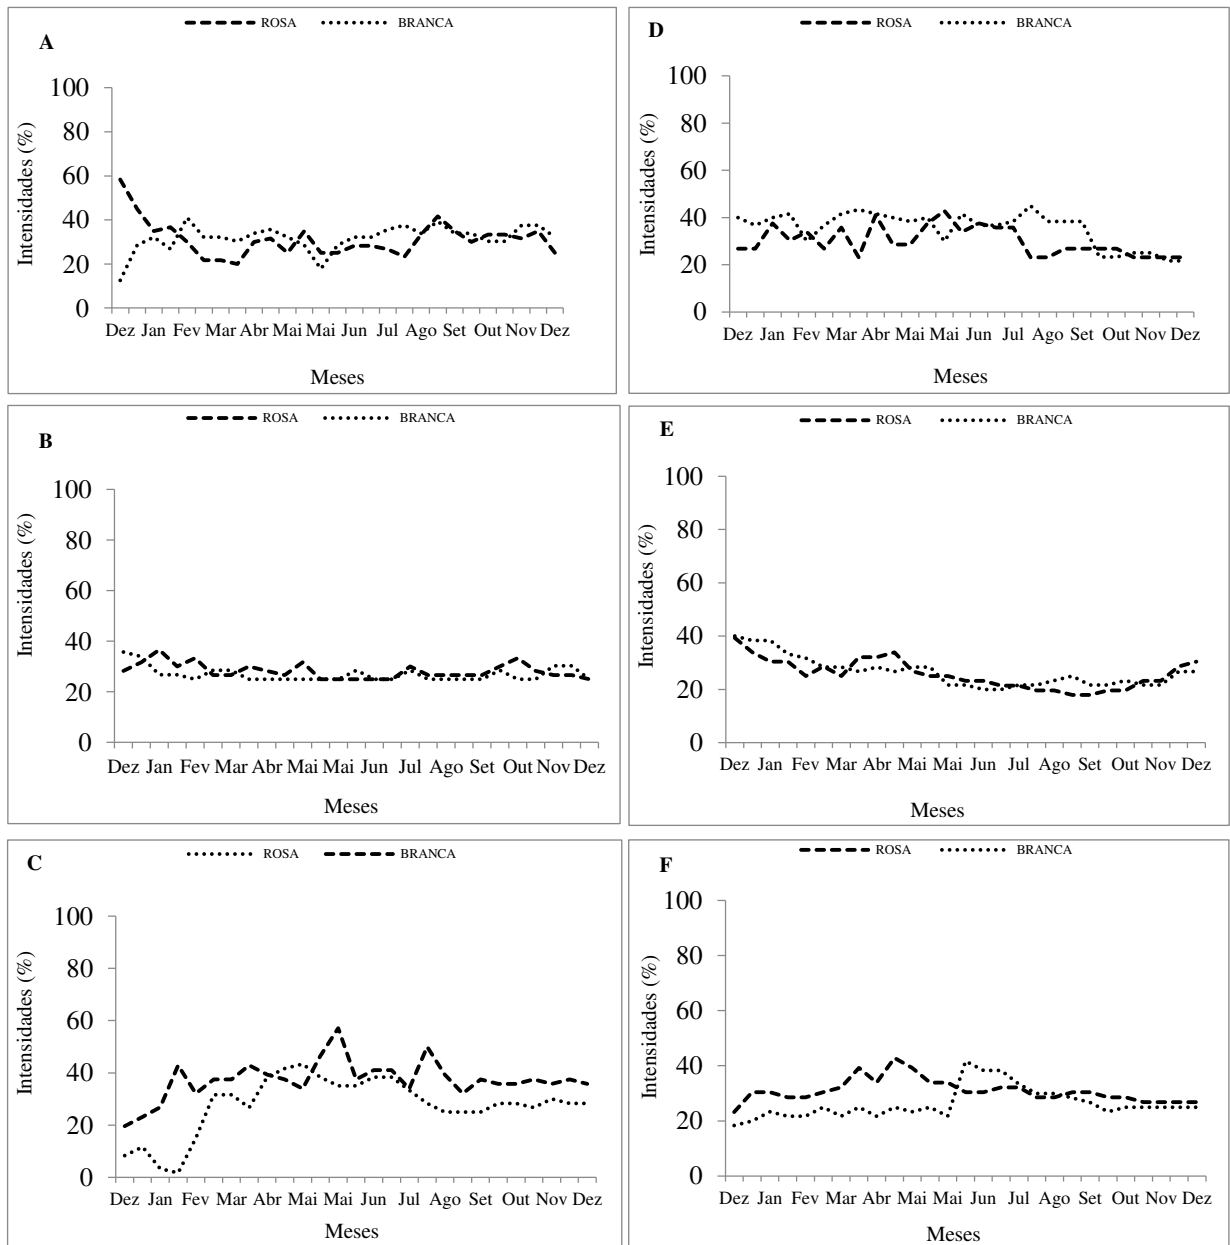 A
ROSA BRANCA
Intensidades (%)
100
80
60
40
20
0
Dez Jan Fev Mar Abr Mai Mai Jun Jul Ago Set Out Nov Dez
Meses
D
ROSA BRANCA
Intensidades (%)
100
80
60
40
20
0
Dez Jan Fev Mar Abr Mai Jun Jul Ago Set Out Nov Dez
Meses
B
ROSA BRANCA
Intensidades (%)
100
80
60
40
20
0
Dez Jan Fev Mar Abr Mai Mai Jun Jul Ago Set Out Nov Dez
Meses
E
ROSA BRANCA
Intensidades (%)
100
80
60
40
20
0
Dez Jan Fev Mar Abr Mai Mai Jun Jul Ago Set Out Nov Dez
Meses
C
ROSA BRANCA
Intensidades (%)
100
80
60
40
20
0
Dez Jan Fev Mar Abr Mai Mai Jun Jul Ago Set Out Nov Dez
Meses
F
ROSA BRANCA
Intensidades (%)
100
80
60
40
20
0
Dez Jan Fev Mar Abr Mai Mai Jun Jul Ago Set Out Nov Dez
Meses